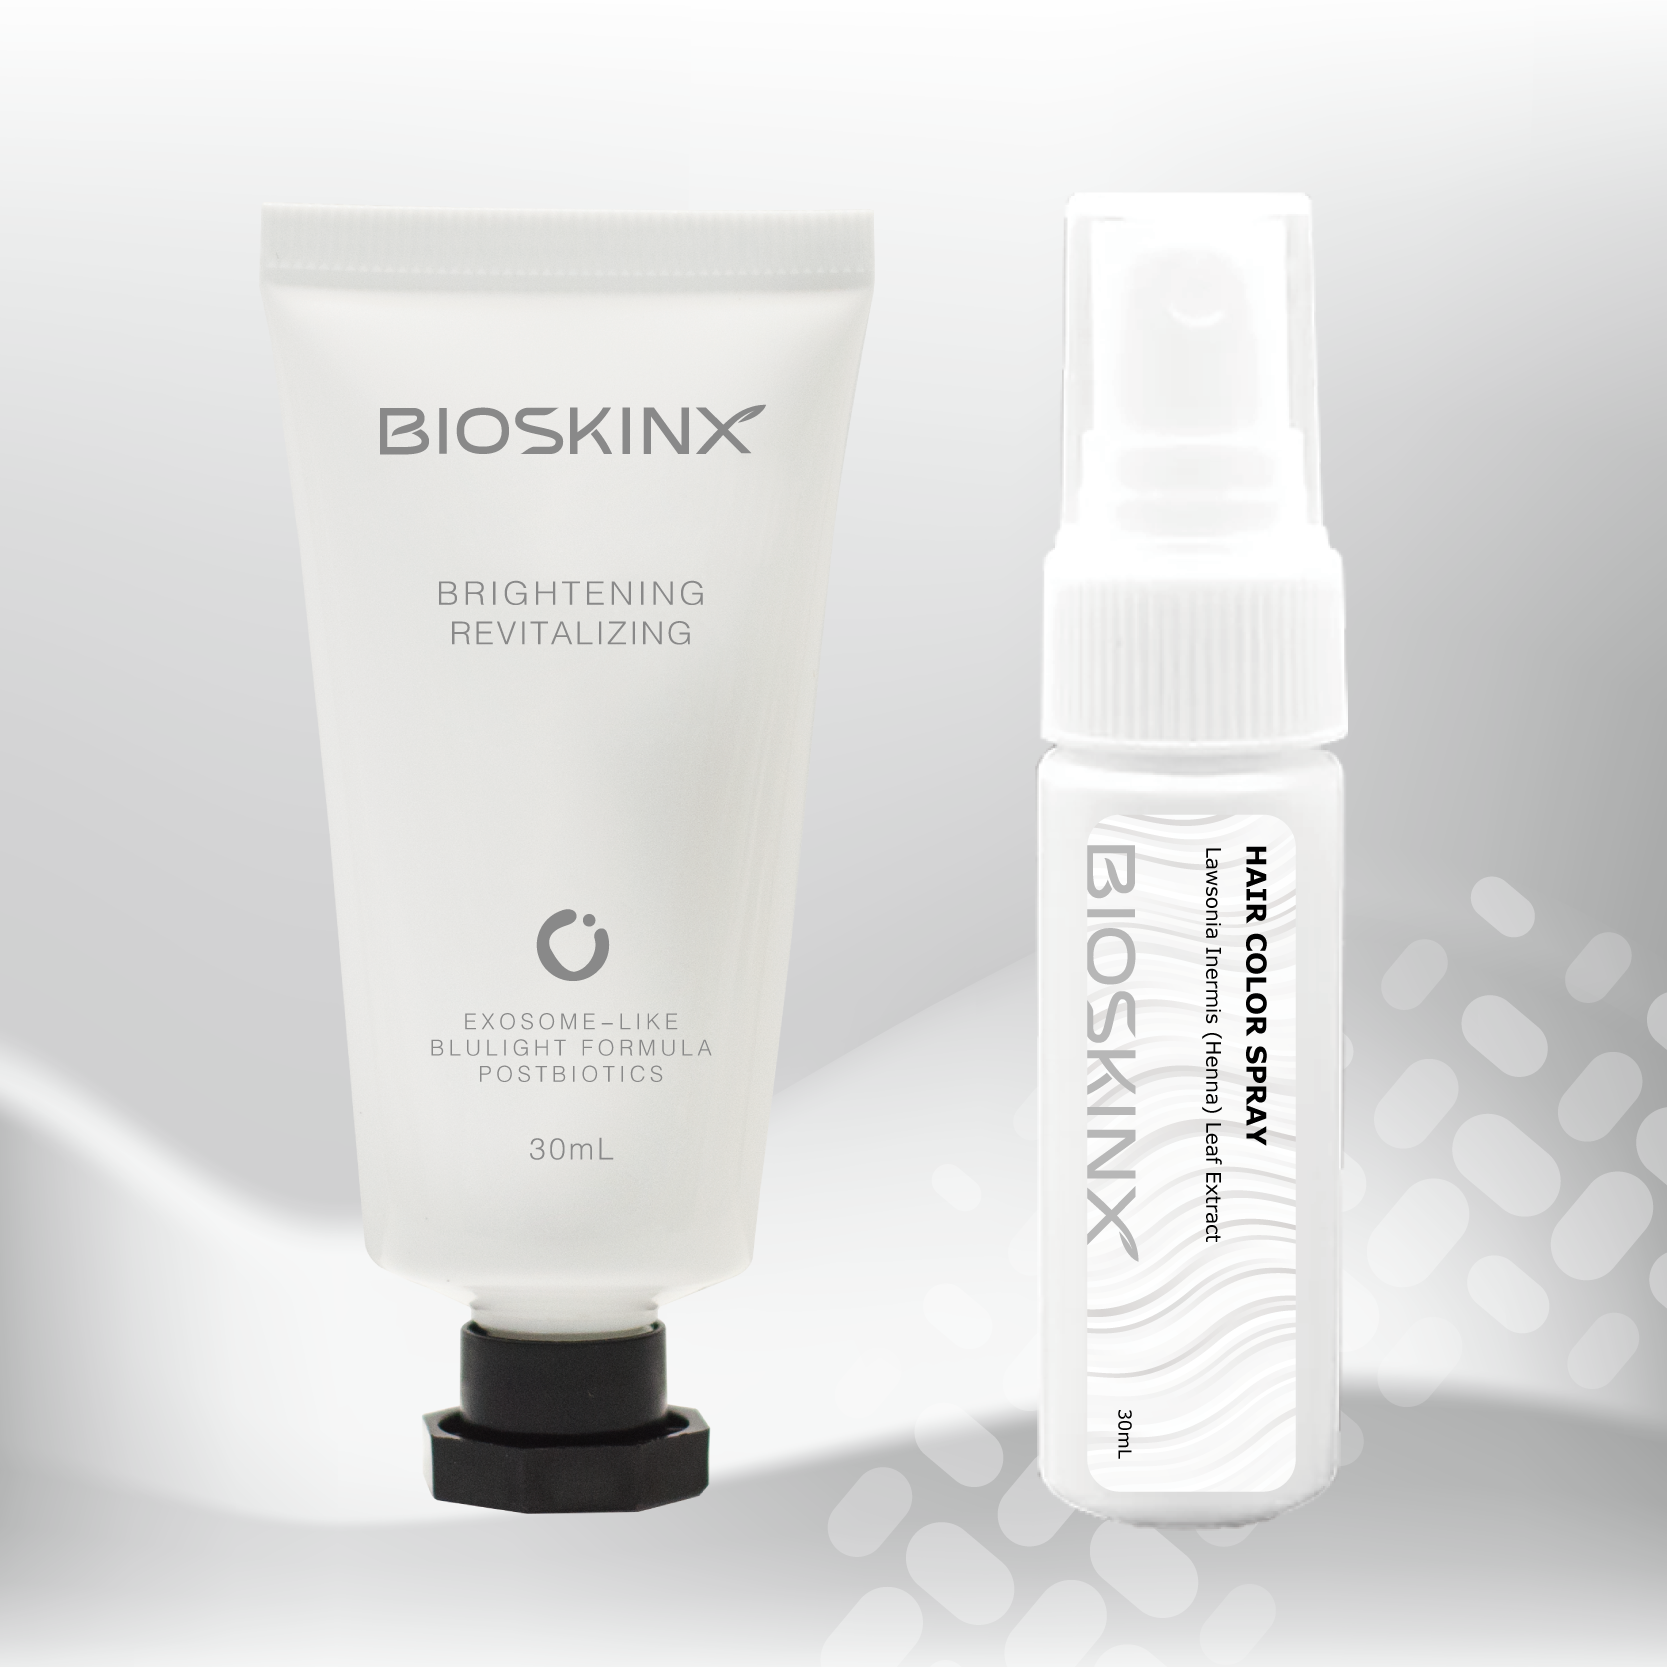 BIOSKINX
BRIGHTENING
REVITALIZING
EXOSOME-LIKE
BLULIGHT FORMULA
POSTBIOTICS
30mL
HAIR COLOR SPRAY
Lawsonia Inermis (Henna) Leaf Extract
BIOSKINX
30mL